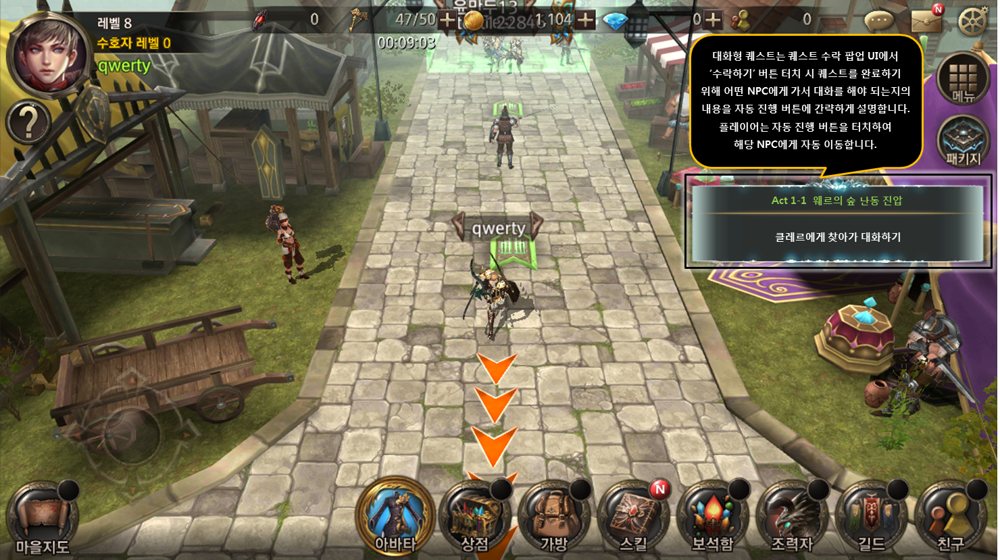 레벨 8
수호자 레벨 0
qwerty
0
47/50
1,104
0
0
00:09:03
N
대화형 퀘스트는 퀘스트 수락 팝업 UI에서
‘수락하기’ 버튼 터치 시 퀘스트를 완료하기
위해 어떤 NPC에게 가서 대화를 해야 되는지의
내용을 자동 진행 버튼에 간략하게 설명합니다.
플레이어는 자동 진행 버튼을 터치하여
해당 NPC에게 자동 이동합니다.
메뉴
?
패키지
Act 1-1 웨르의 숲 난동 진압
클레르에게 찾아가 대화하기
qwerty
N
마을지도
아바타
상점
가방
스킬
보석함
조력자
길드
친구